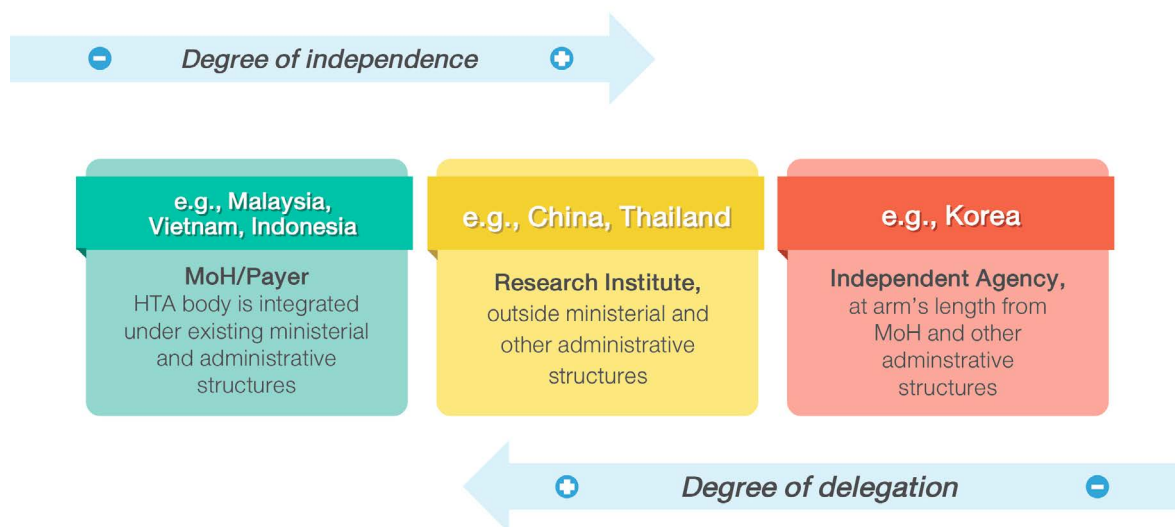 Degree of independence
e.g., Malaysia,
Vietnam, Indonesia
MoH/Payer
HTA body is integrated
under existing ministerial
and administrative
structures
e.g., China, Thailand
Research Institute,
outside ministerial and
other administrative
structures
e.g., Korea
Independent Agency,
at arm's length from
MoH and other
adminstrative
structures
Degree of delegation